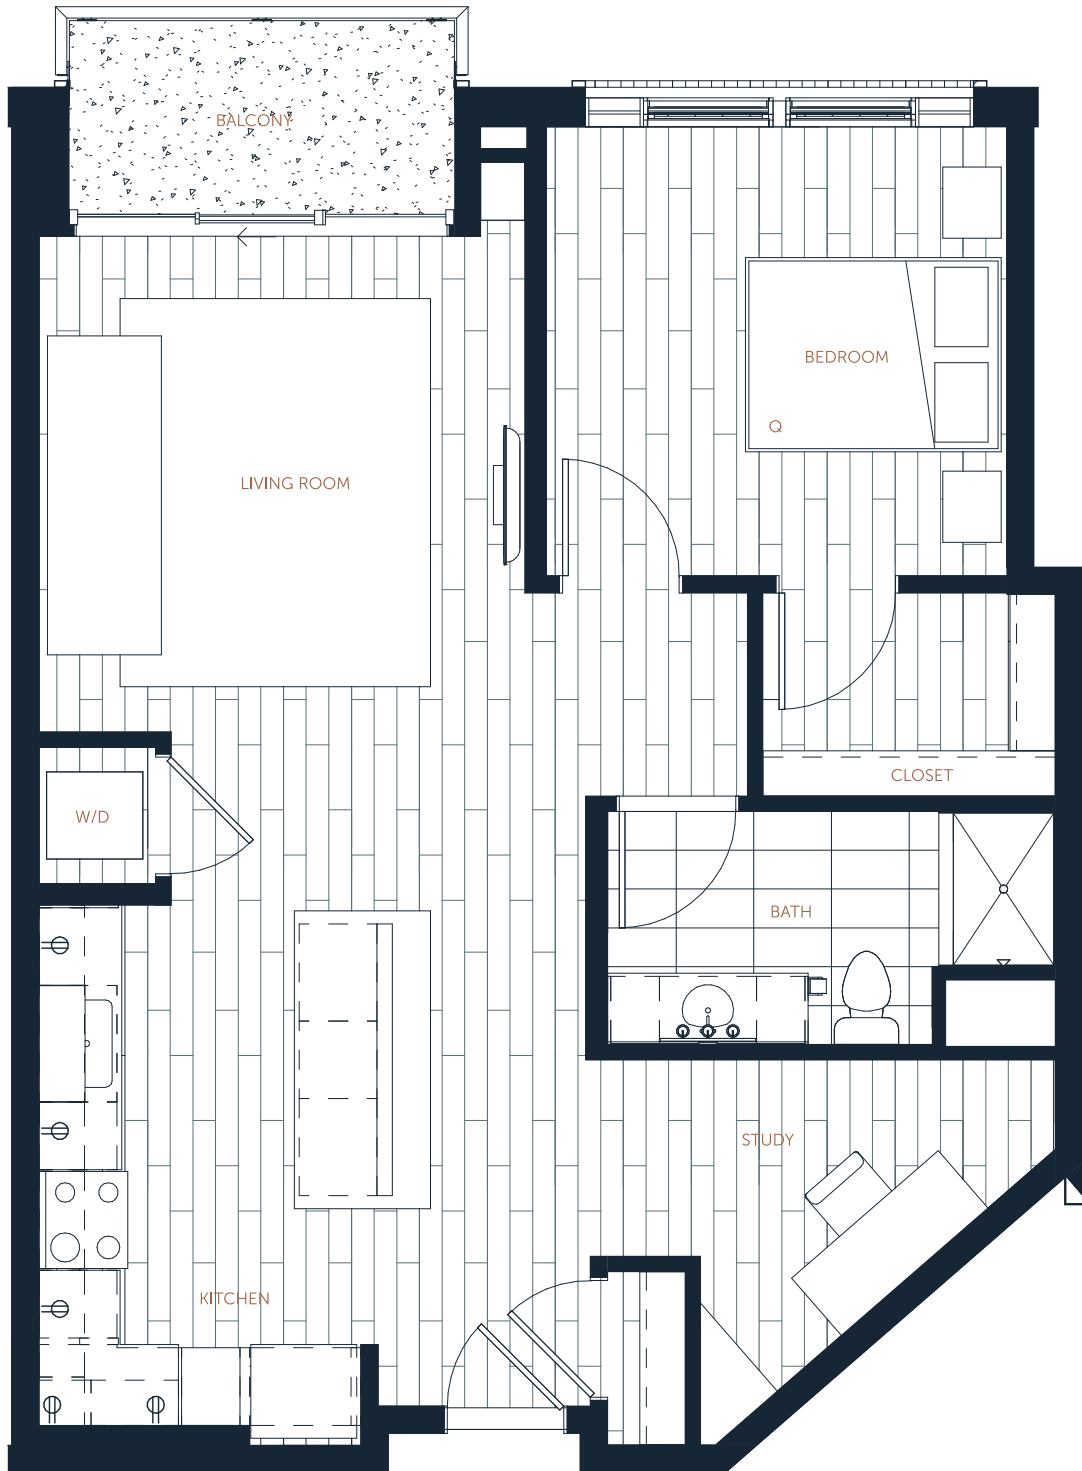 BALCONY
BEDROOM
Q
LIVING ROOM
CLOSET
W/D
BATH
STUDY
KITCHEN